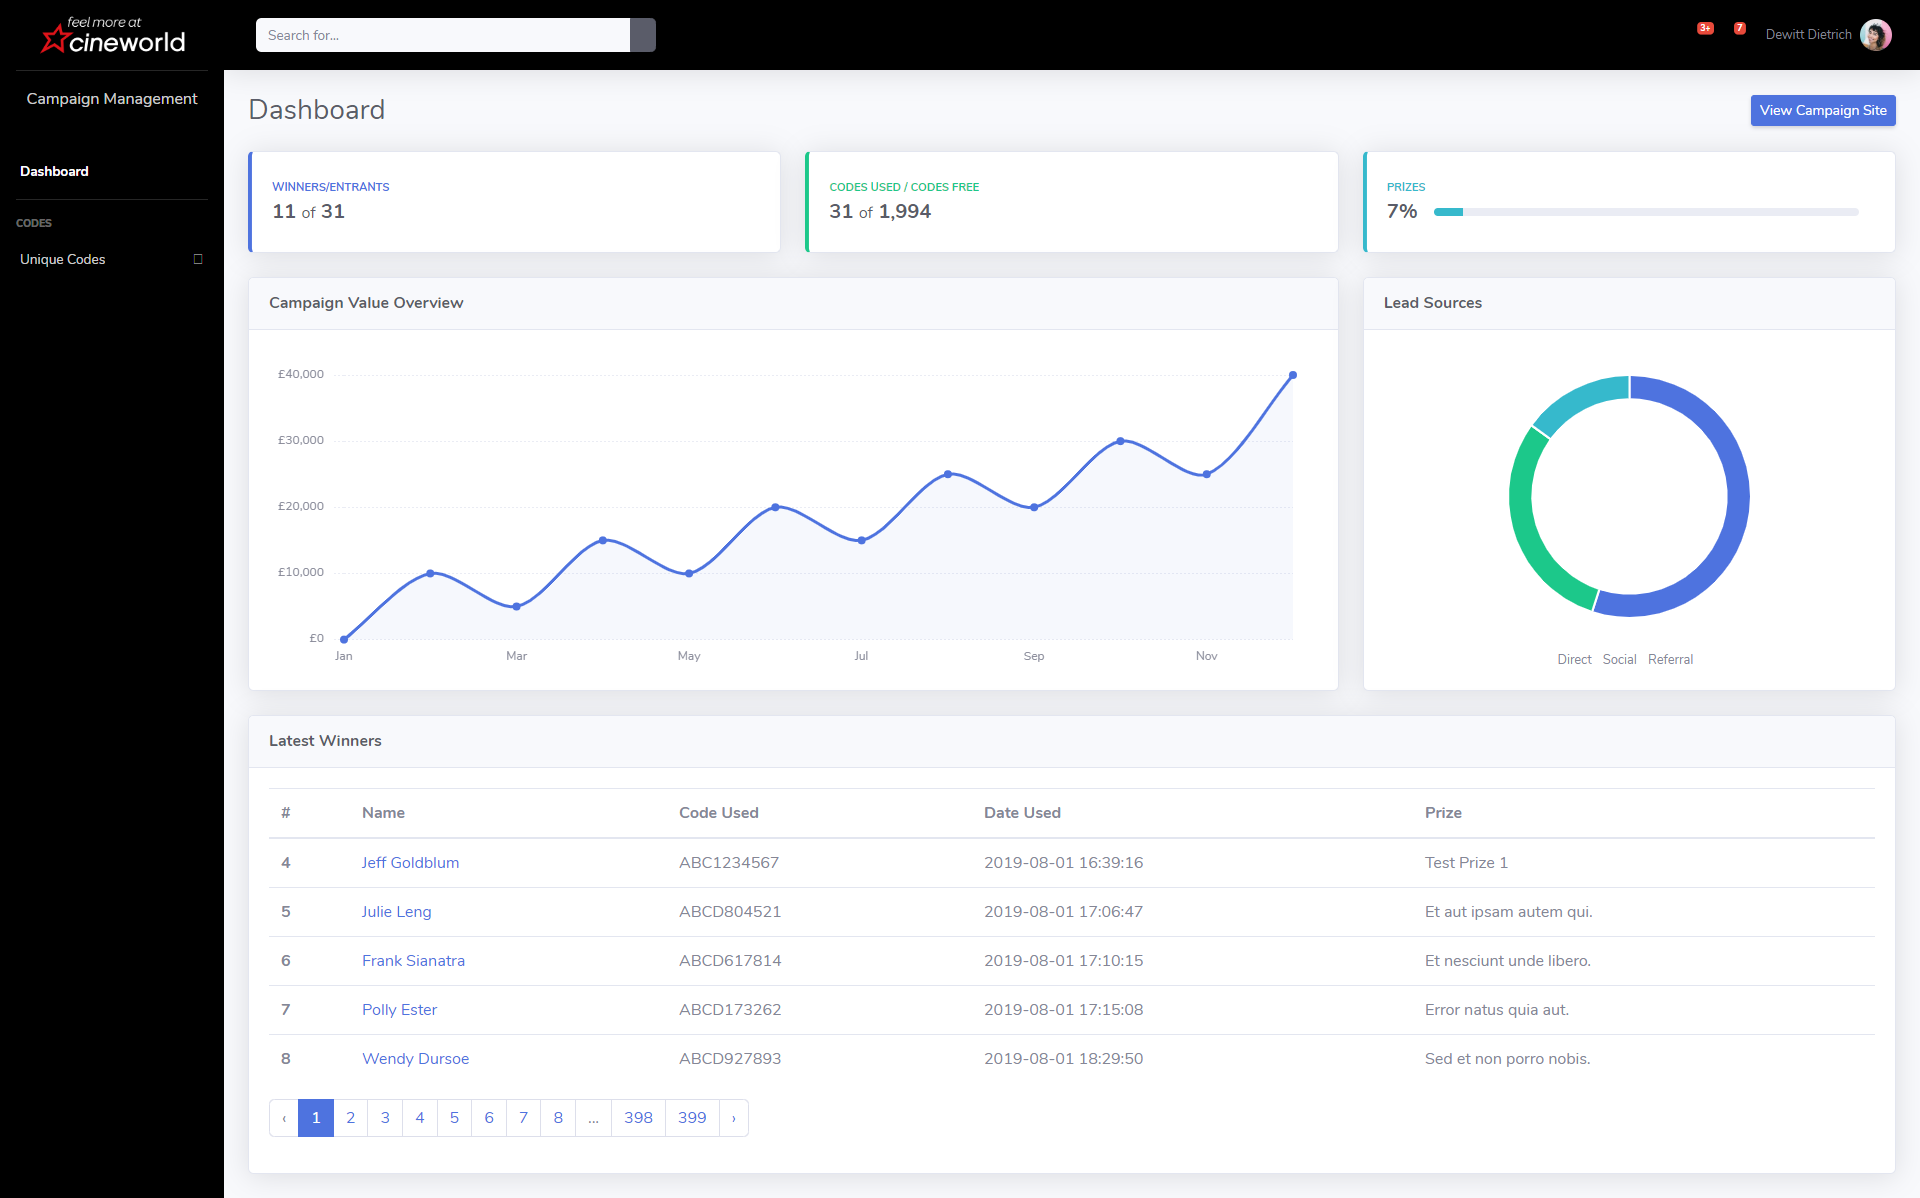 feel more at
cineworld
Search for...
3+
7
Dewitt Dietrich
Campaign Management
Dashboard
CODES
Unique Codes
Dashboard
View Campaign Site
WINNERS/ENTRANTS
11 of 31
CODES USED / CODES FREE
31 of 1,994
PRIZES
7%
Campaign Value Overview
£40,000
£30,000
£20,000
£10,000
£0
Jan Mar May Jul Sep Nov
Lead Sources
Direct Social Referral
Latest Winners
# Name Code Used Date Used Prize
4 Jeff Goldblum ABC1234567 2019-08-01 16:39:16 Test Prize 1
5 Julie Leng ABCD804521 2019-08-01 17:06:47 Et aut ipsam autem qui.
6 Frank Sianatra ABCD617814 2019-08-01 17:10:15 Et nesciunt unde libero.
7 Polly Ester ABCD173262 2019-08-01 17:15:08 Error natus quia aut.
8 Wendy Dursoe ABCD927893 2019-08-01 18:29:50 Sed et non porro nobis.
‹ 1 2 3 4 5 6 7 8 ... 398 399 ›